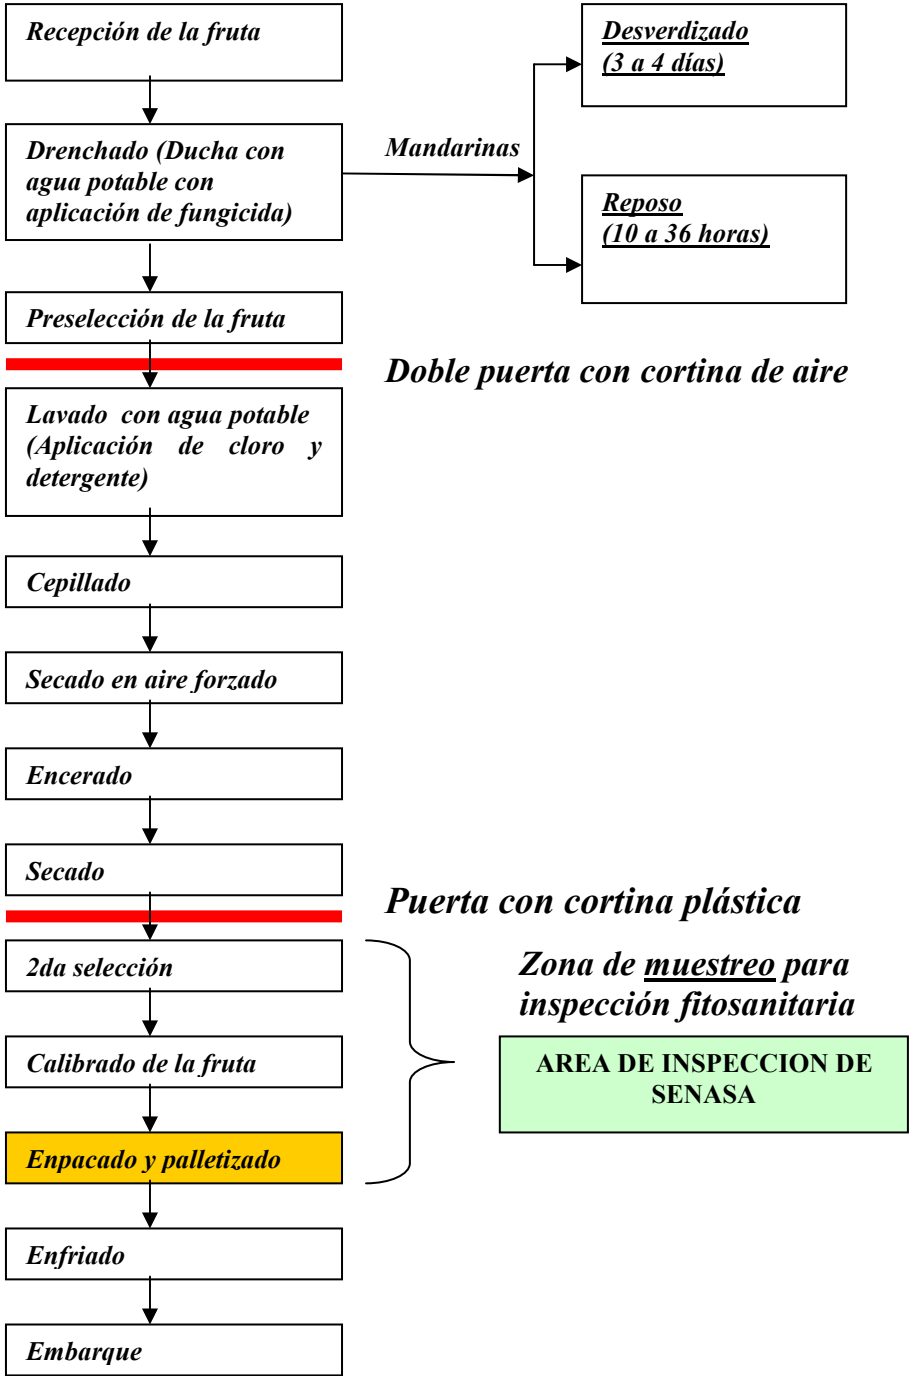 Recepción de la fruta
Desverdizado
(3 a 4 días)
Drenchado (Ducha con
agua potable con
aplicación de fungicida)
Mandarinas
Reposo
(10 a 36 horas)
Preselección de la fruta
Doble puerta con cortina de aire
Lavado con agua potable
(Aplicación de cloro y
detergente)
Cepillado
Secado en aire forzado
Encerado
Secado
Puerta con cortina plástica
2da selección
Zona de muestreo para
inspección fitosanitaria
Calibrado de la fruta
AREA DE INSPECCION DE
SENASA
Enpacado y palletizado
Enfriado
Embarque